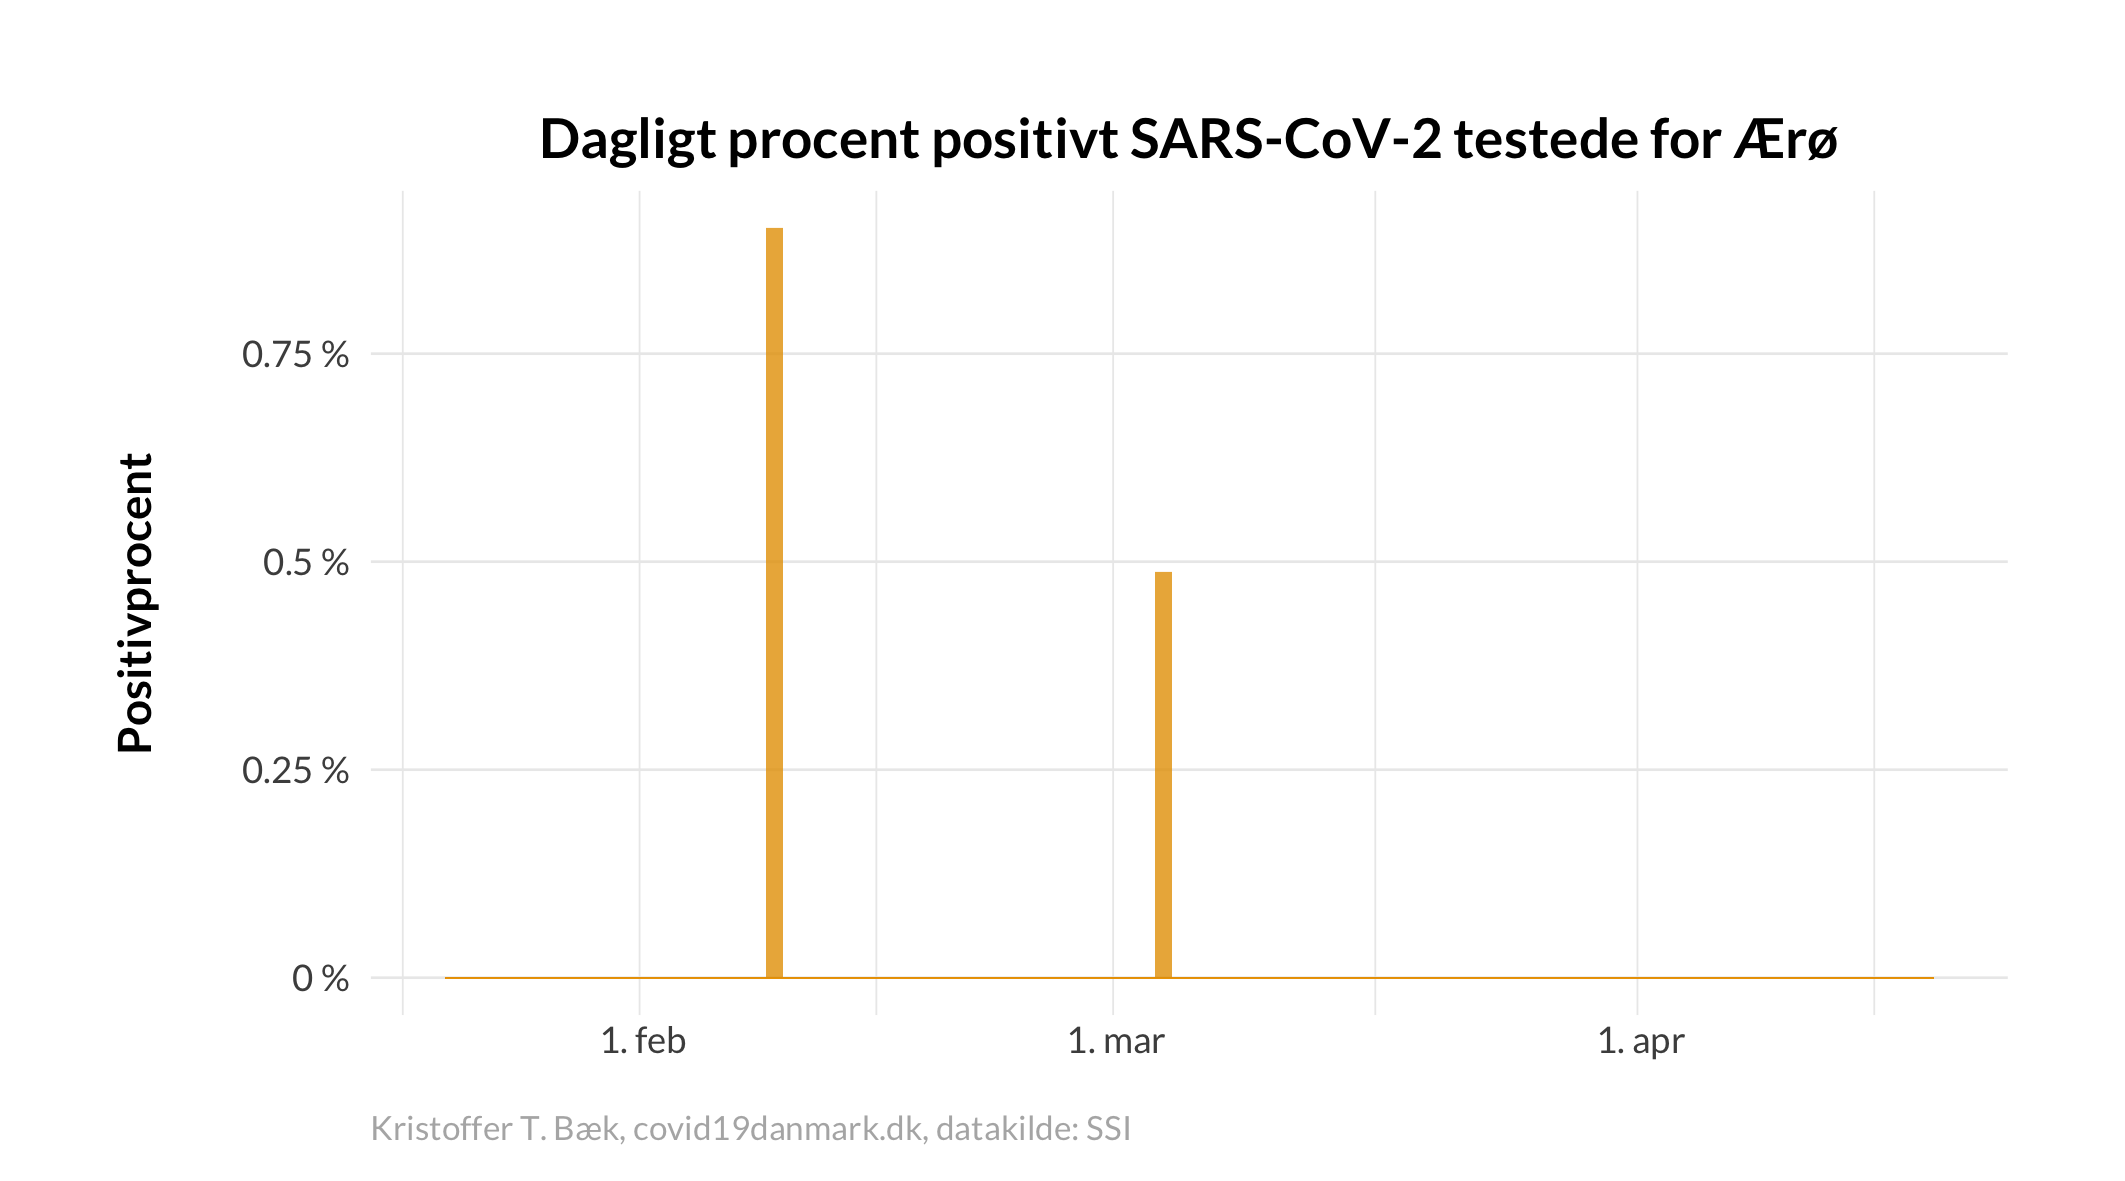 Dagligt procent positivt SARS-CoV-2 testede for Ærø
Positivprocent
0.75 %
0.5 %
0.25 %
0 %
1. feb
1. mar
1. apr
Kristoffer T. Bæk, covid19danmark.dk, datakilde: SSI